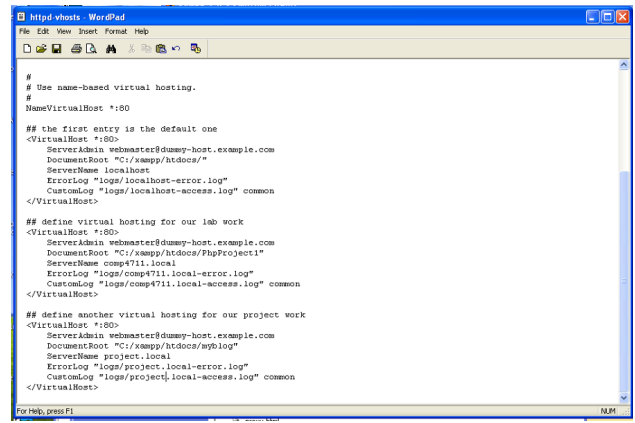 httpd-vhosts - WordPad
File Edit View Insert Format Help
#
# Use name-based virtual hosting.
#
NameVirtualHost *:80
## the first entry is the default one
<VirtualHost *:80>
    ServerAdmin webmaster@dummy-host.example.com
    DocumentRoot "C:/xampp/htdocs/"
    ServerName localhost
    ErrorLog "logs/localhost-error.log"
    CustomLog "logs/localhost-access.log" common
</VirtualHost>
## define virtual hosting for our lab work
<VirtualHost *:80>
    ServerAdmin webmaster@dummy-host.example.com
    DocumentRoot "C:/xampp/htdocs/PhpProject1"
    ServerName comp4711.local
    ErrorLog "logs/comp4711.local-error.log"
    CustomLog "logs/comp4711.local-access.log" common
</VirtualHost>
## define another virtual hosting for our project work
<VirtualHost *:80>
    ServerAdmin webmaster@dummy-host.example.com
    DocumentRoot "C:/xampp/htdocs/myblog"
    ServerName project.local
    ErrorLog "logs/project.local-error.log"
    CustomLog "logs/project.local-access.log" common
</VirtualHost>
For Help, press F1 NUM